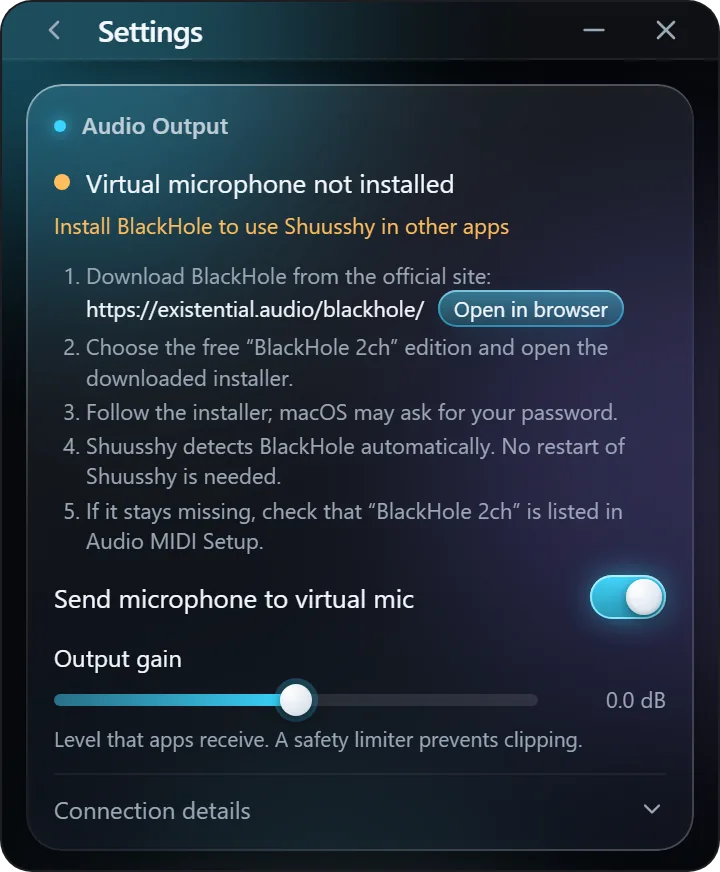 Settings
Audio Output
Virtual microphone not installed
Install BlackHole to use Shuusshy in other apps
1. Download BlackHole from the official site:
https://existential.audio/blackhole/ Open in browser
2. Choose the free “BlackHole 2ch” edition and open the
downloaded installer.
3. Follow the installer; macOS may ask for your password.
4. Shuusshy detects BlackHole automatically. No restart of
Shuusshy is needed.
5. If it stays missing, check that “BlackHole 2ch” is listed in
Audio MIDI Setup.
Send microphone to virtual mic
Output gain
0.0 dB
Level that apps receive. A safety limiter prevents clipping.
Connection details